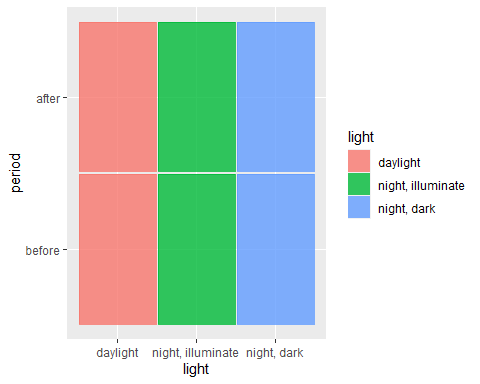 after
before
period
daylight
night, illuminate
night, dark
light
light
daylight
night, illuminate
night, dark